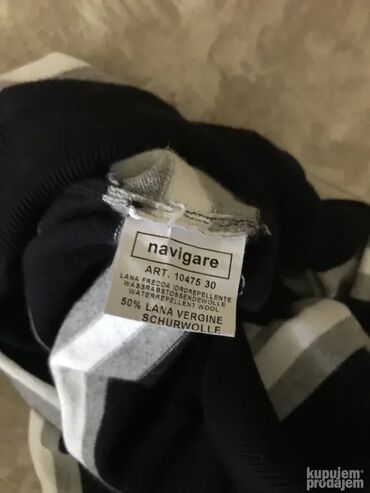 navigare
ART. 10475 30
LANA FREDDA IDROREPELLENTE
WASSRABSTOSSENDEWOLLE
WATERREPELLENT WOOL
50% LANA VERGINE
SCHURWOLLE
kupujem
prodajem